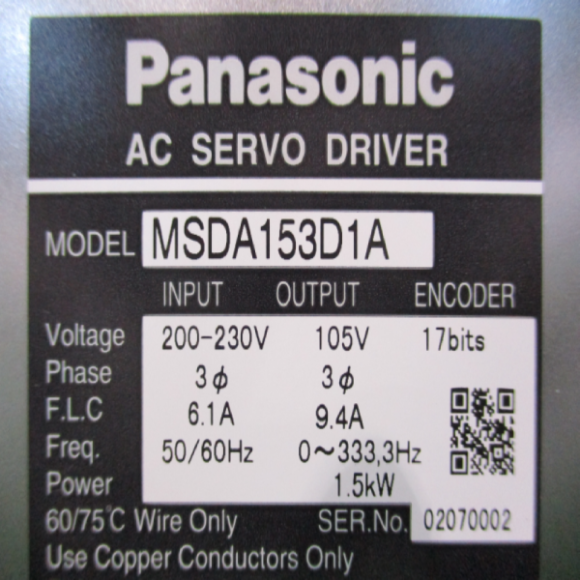 Panasonic
AC SERVO DRIVER
MODEL MSDA153D1A
INPUT OUTPUT ENCODER
Voltage 200-230V 105V 17bits
Phase 3ϕ 3ϕ
F.L.C 6.1A 9.4A
Freq. 50/60Hz 0～333,3Hz
Power 1.5kW
60/75℃ Wire Only SER.No. 02070002
Use Copper Conductors Only